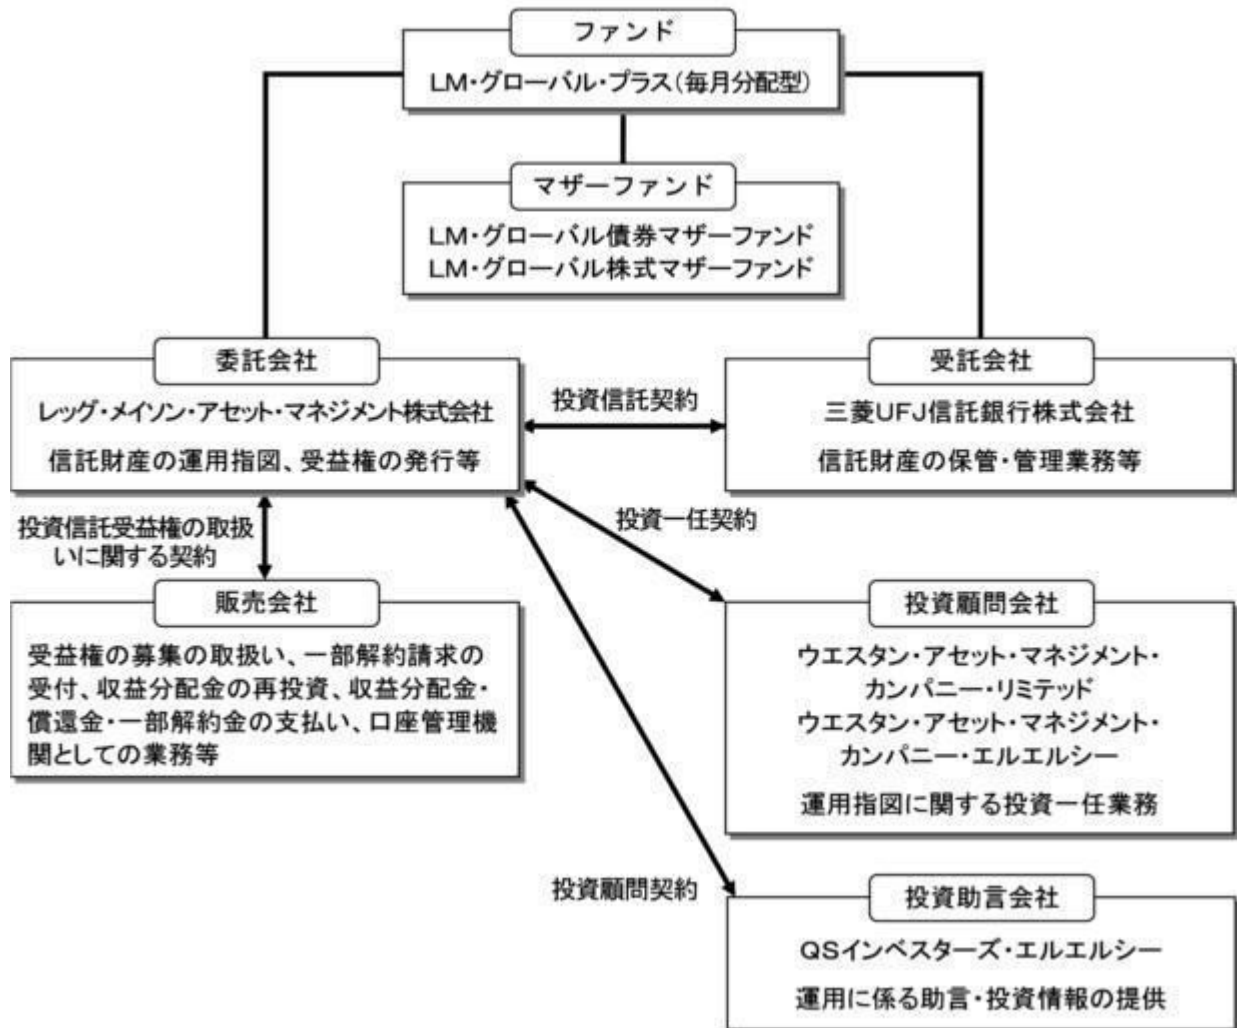 ファンド
LM・グローバル・プラス(毎月分配型)
マザーファンド
LM・グローバル債券マザーファンド
LM・グローバル株式マザーファンド
委託会社
レッグ・メイソン・アセット・マネジメント株式会社
信託財産の運用指図、受益権の発行等
投資信託契約
受託会社
三菱UFJ信託銀行株式会社
信託財産の保管・管理業務等
投資信託受益権の取扱
いに関する契約
投資一任契約
販売会社
受益権の募集の取扱い、一部解約請求の
受付、収益分配金の再投資、収益分配金・
償還金・一部解約金の支払い、口座管理機
関としての業務等
投資顧問会社
ウエスタン・アセット・マネジメント・
カンパニー・リミテッド
ウエスタン・アセット・マネジメント・
カンパニー・エルエルシー
運用指図に関する投資一任業務
投資顧問契約
投資助言会社
QSインベスターズ・エルエルシー
運用に係る助言・投資情報の提供